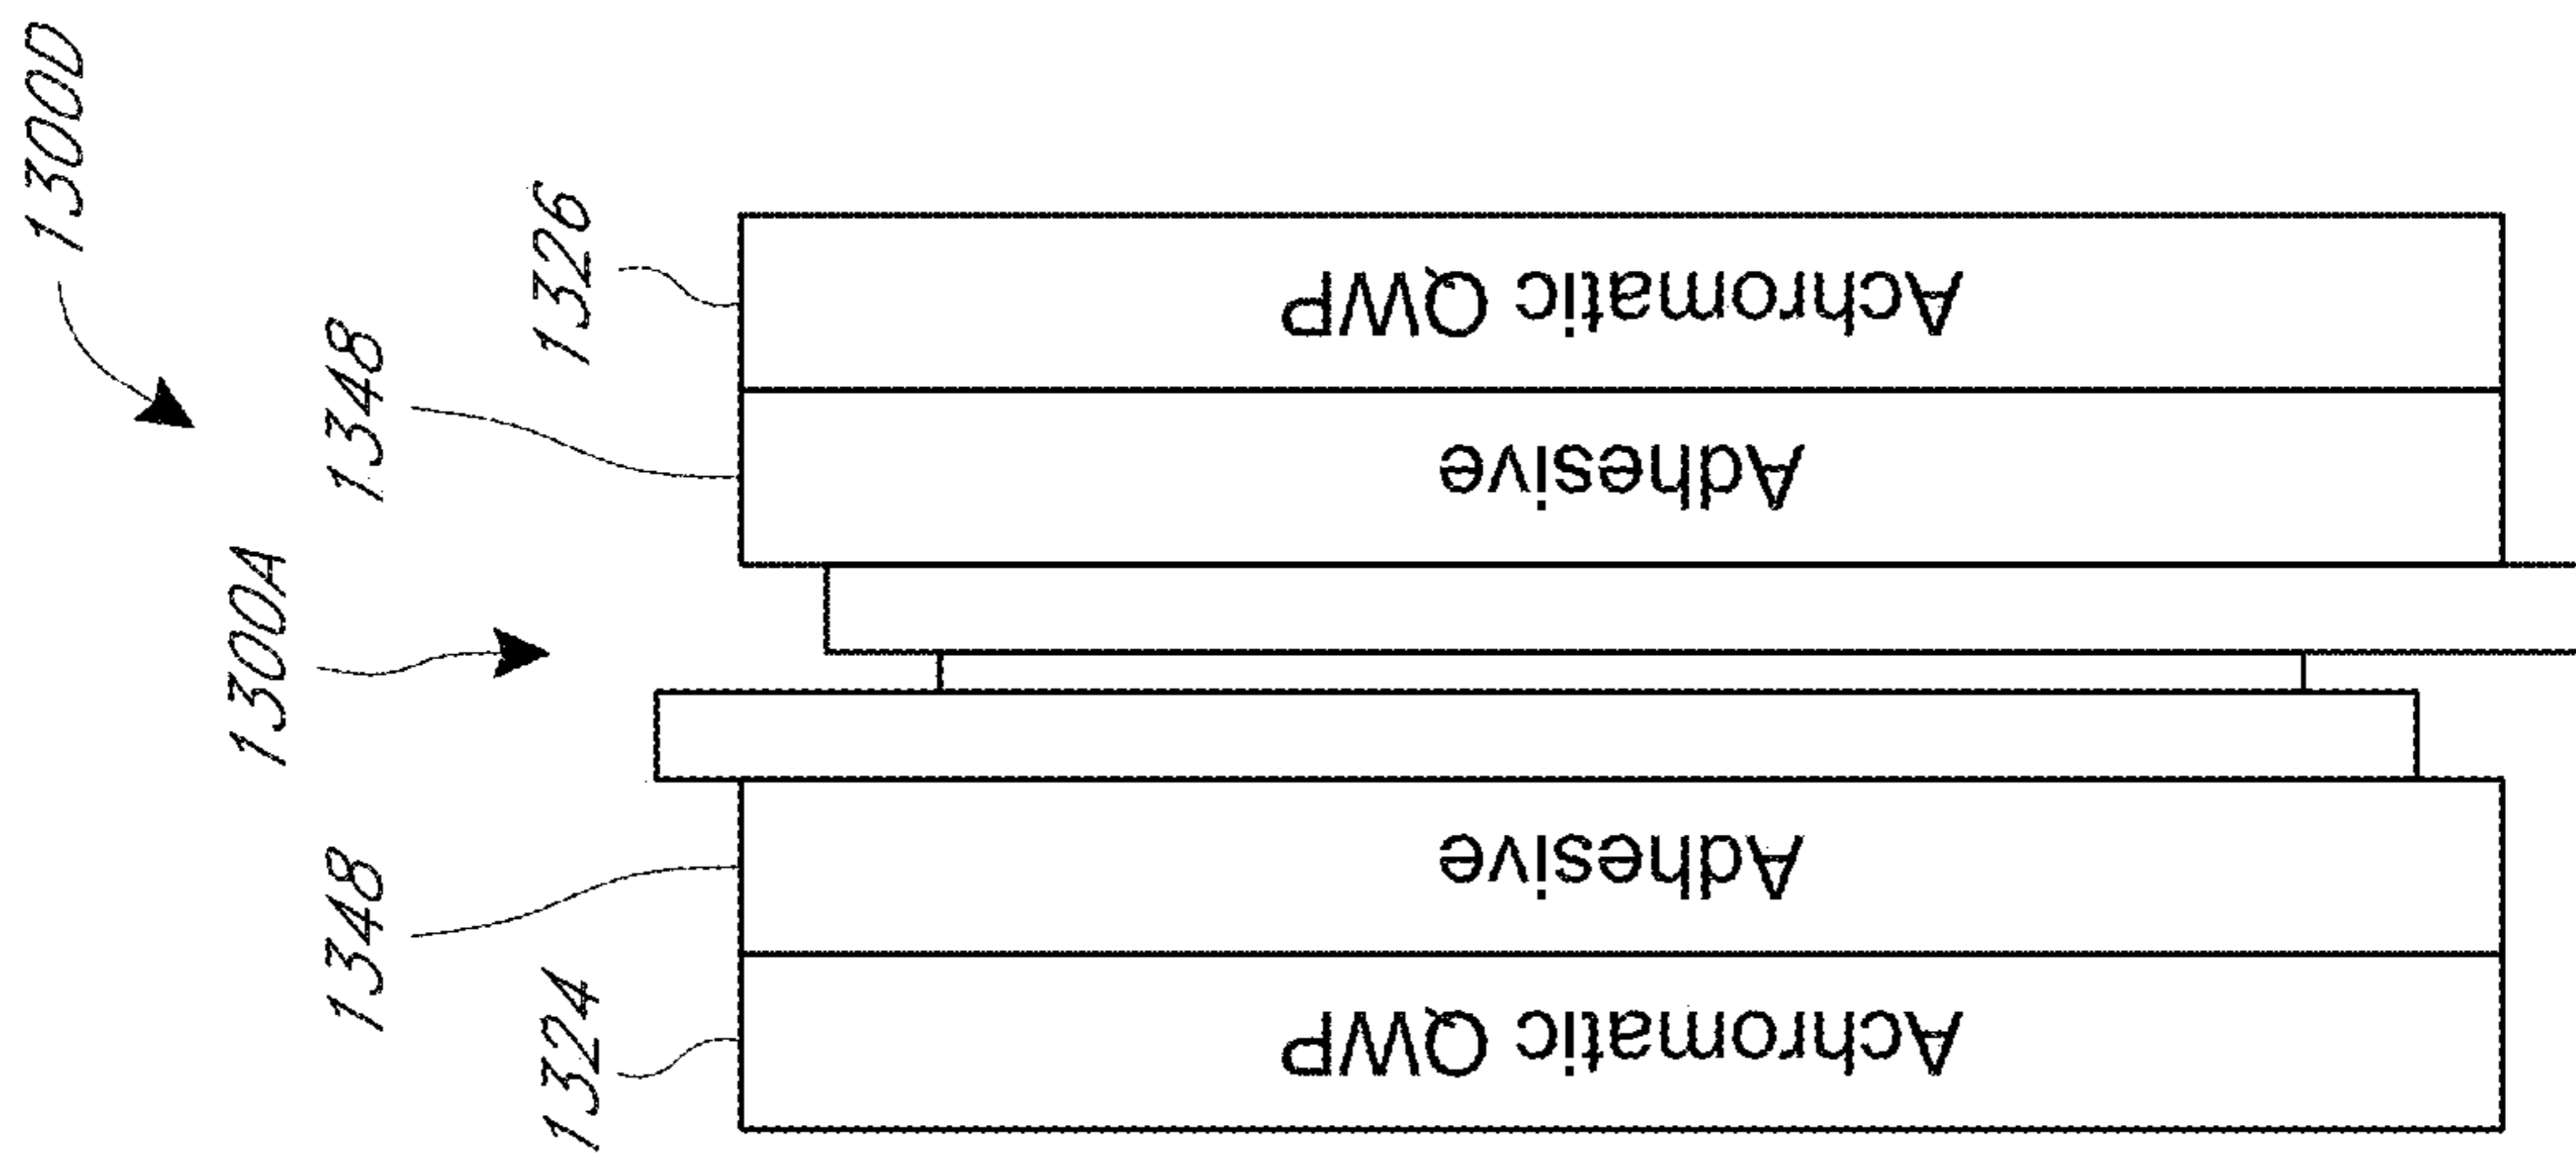 1300D
1326
Achromatic QWP
1348
Adhesive
1300A
1348
Adhesive
1324
Achromatic QWP